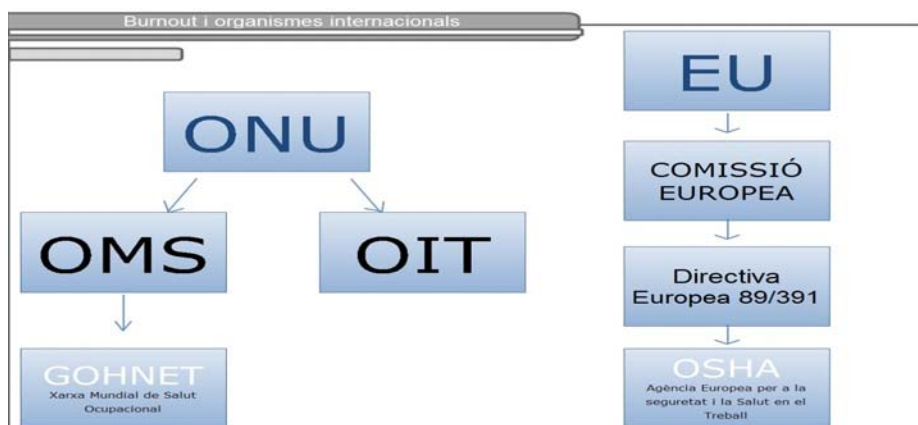 Burnout i organismes internacionals
ONU
OMS
OIT
GOHNET
Xarxa Mundial de Salut
Ocupacional
EU
COMISSIÓ
EUROPEA
Directiva
Europea 89/391
OSHA
Agència Europea per a la
seguretat i la Salut en el
Treball